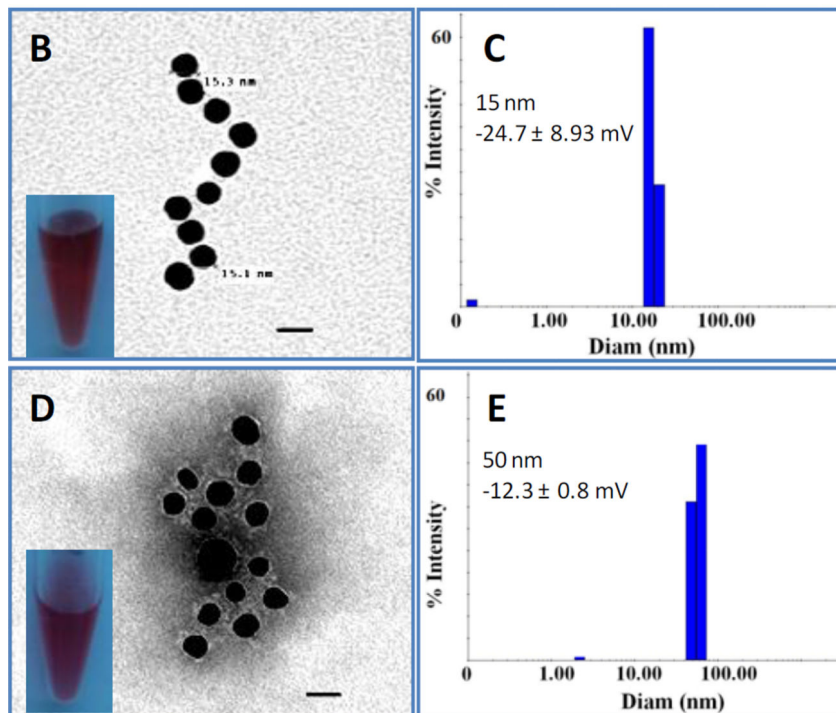 B
15.3 nm
15.1 nm
C
60
15 nm
-24.7 ± 8.93 mV
% Intensity
0 1.00 10.00 100.00
Diam (nm)
D
E
60
50 nm
-12.3 ± 0.8 mV
% Intensity
0 1.00 10.00 100.00
Diam (nm)